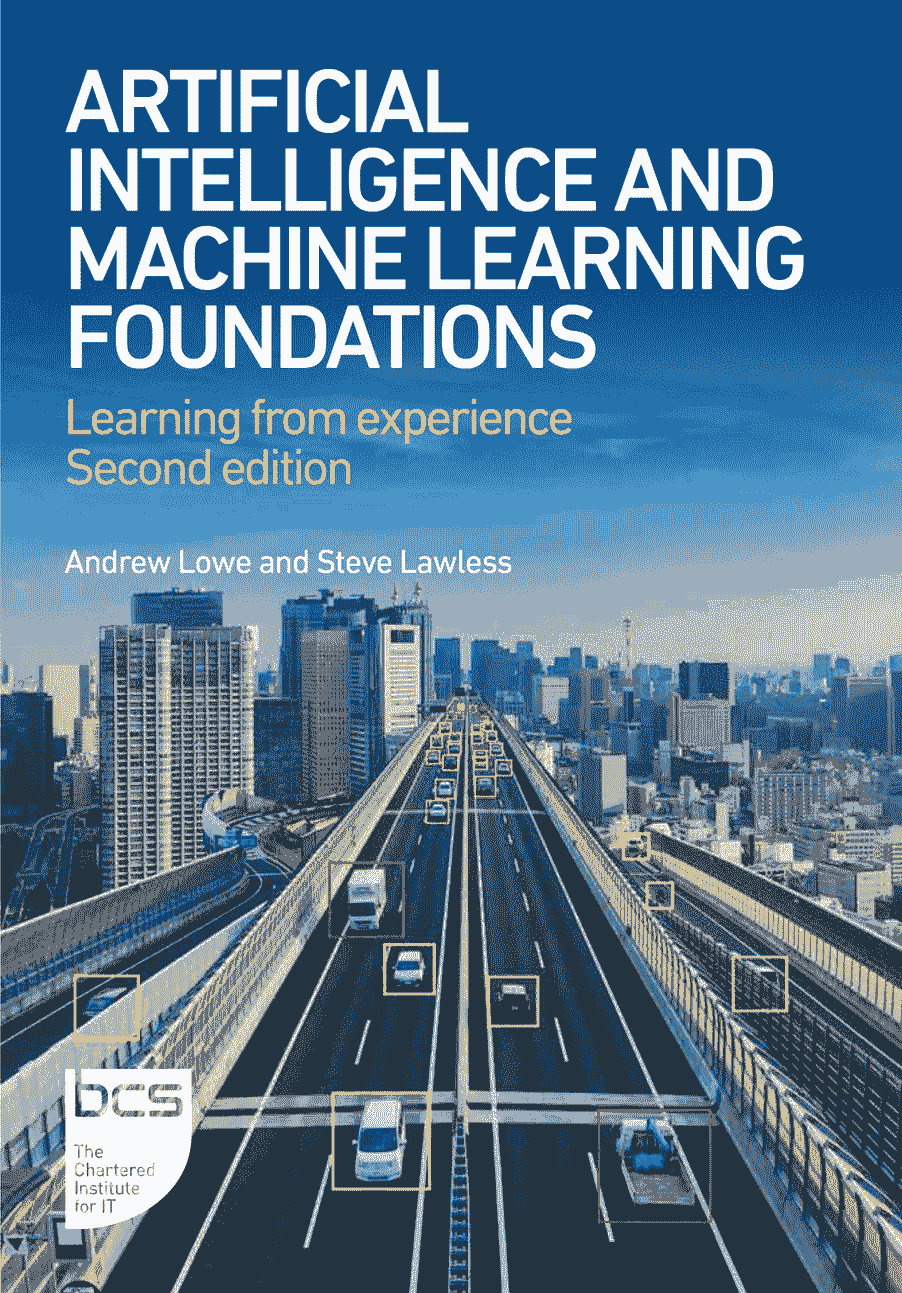 ARTIFICIAL
INTELLIGENCE AND
MACHINE LEARNING
FOUNDATIONS
Learning from experience
Second edition
Andrew Lowe and Steve Lawless
bcs
The
Chartered
Institute
for IT